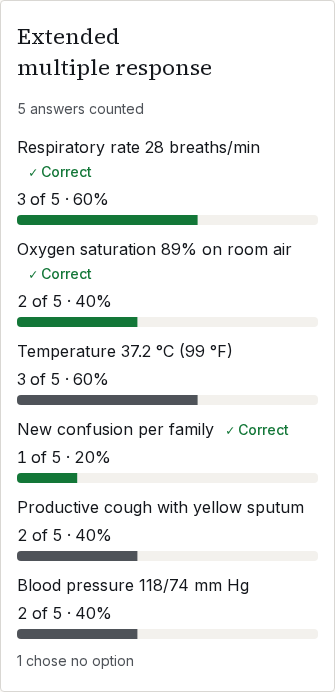 Extended
multiple response
5 answers counted
Respiratory rate 28 breaths/min
✓ Correct
3 of 5 · 60%
Oxygen saturation 89% on room air
✓ Correct
2 of 5 · 40%
Temperature 37.2 °C (99 °F)
3 of 5 · 60%
New confusion per family ✓ Correct
1 of 5 · 20%
Productive cough with yellow sputum
2 of 5 · 40%
Blood pressure 118/74 mm Hg
2 of 5 · 40%
1 chose no option